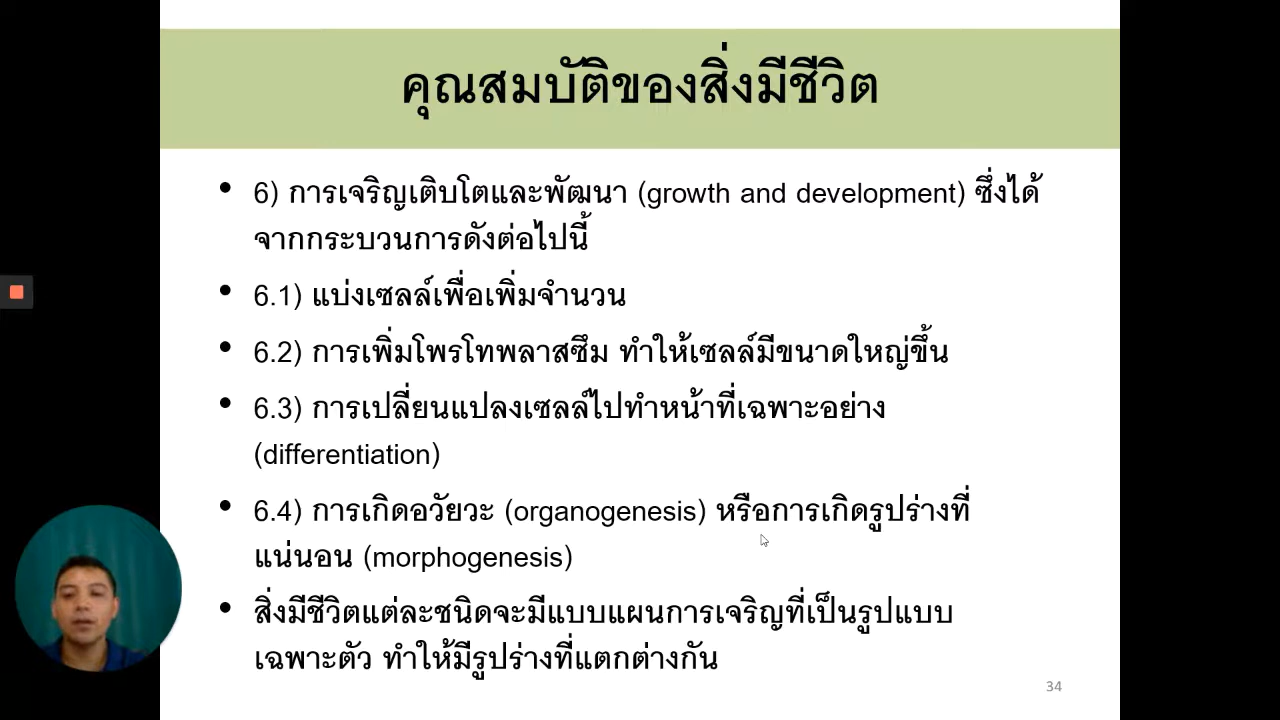 คุณสมบัติของสิ่งมีชีวิต
• 6) การเจริญเติบโตและพัฒนา (growth and development) ซึ่งได้
จากกระบวนการดังต่อไปนี้
• 6.1) แบ่งเซลล์เพื่อเพิ่มจำนวน
• 6.2) การเพิ่มโพรโทพลาสซึม ทำให้เซลล์มีขนาดใหญ่ขึ้น
• 6.3) การเปลี่ยนแปลงเซลล์ไปทำหน้าที่เฉพาะอย่าง
(differentiation)
• 6.4) การเกิดอวัยวะ (organogenesis) หรือการเกิดรูปร่างที่
แน่นอน (morphogenesis)
• สิ่งมีชีวิตแต่ละชนิดจะมีแบบแผนการเจริญที่เป็นรูปแบบ
เฉพาะตัว ทำให้มีรูปร่างที่แตกต่างกัน
34